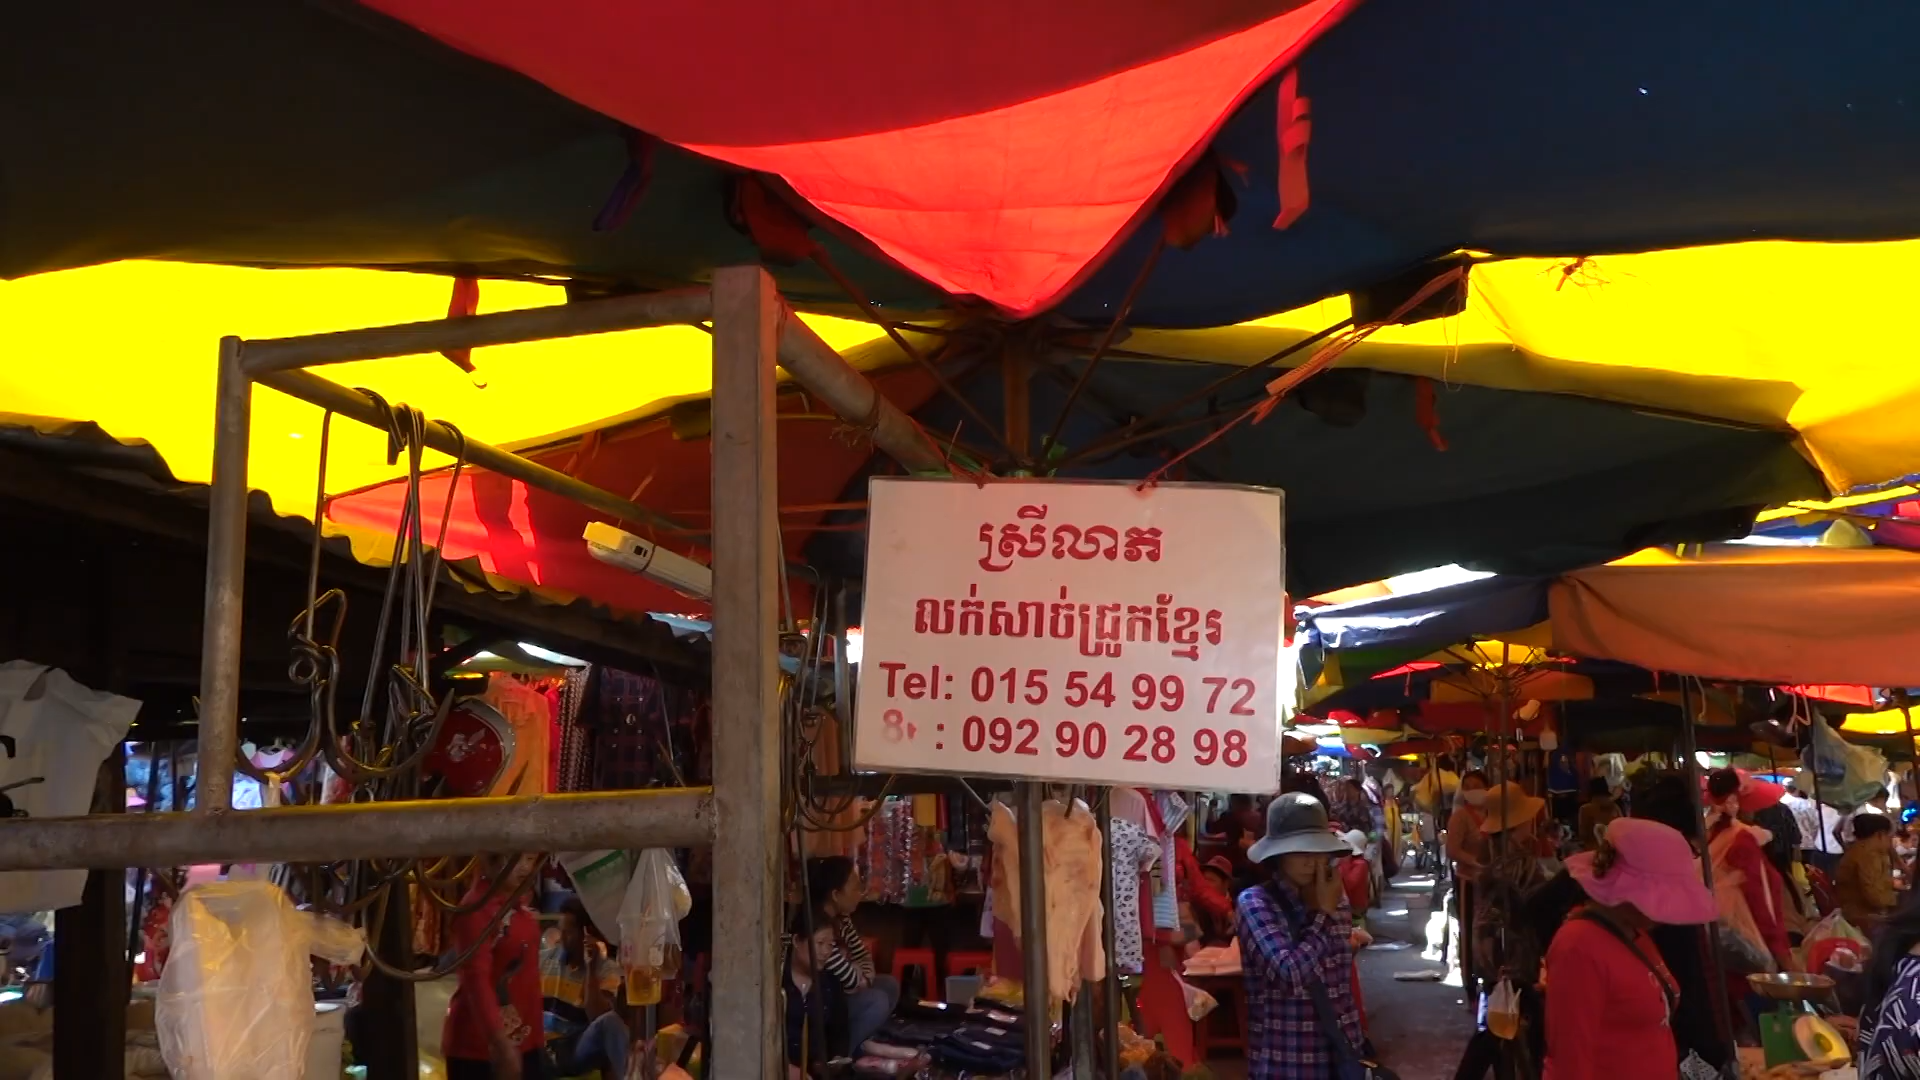 ស្រីលាភ
លក់សាច់ជ្រូកខ្មែរ
Tel: 015 54 99 72
: 092 90 28 98